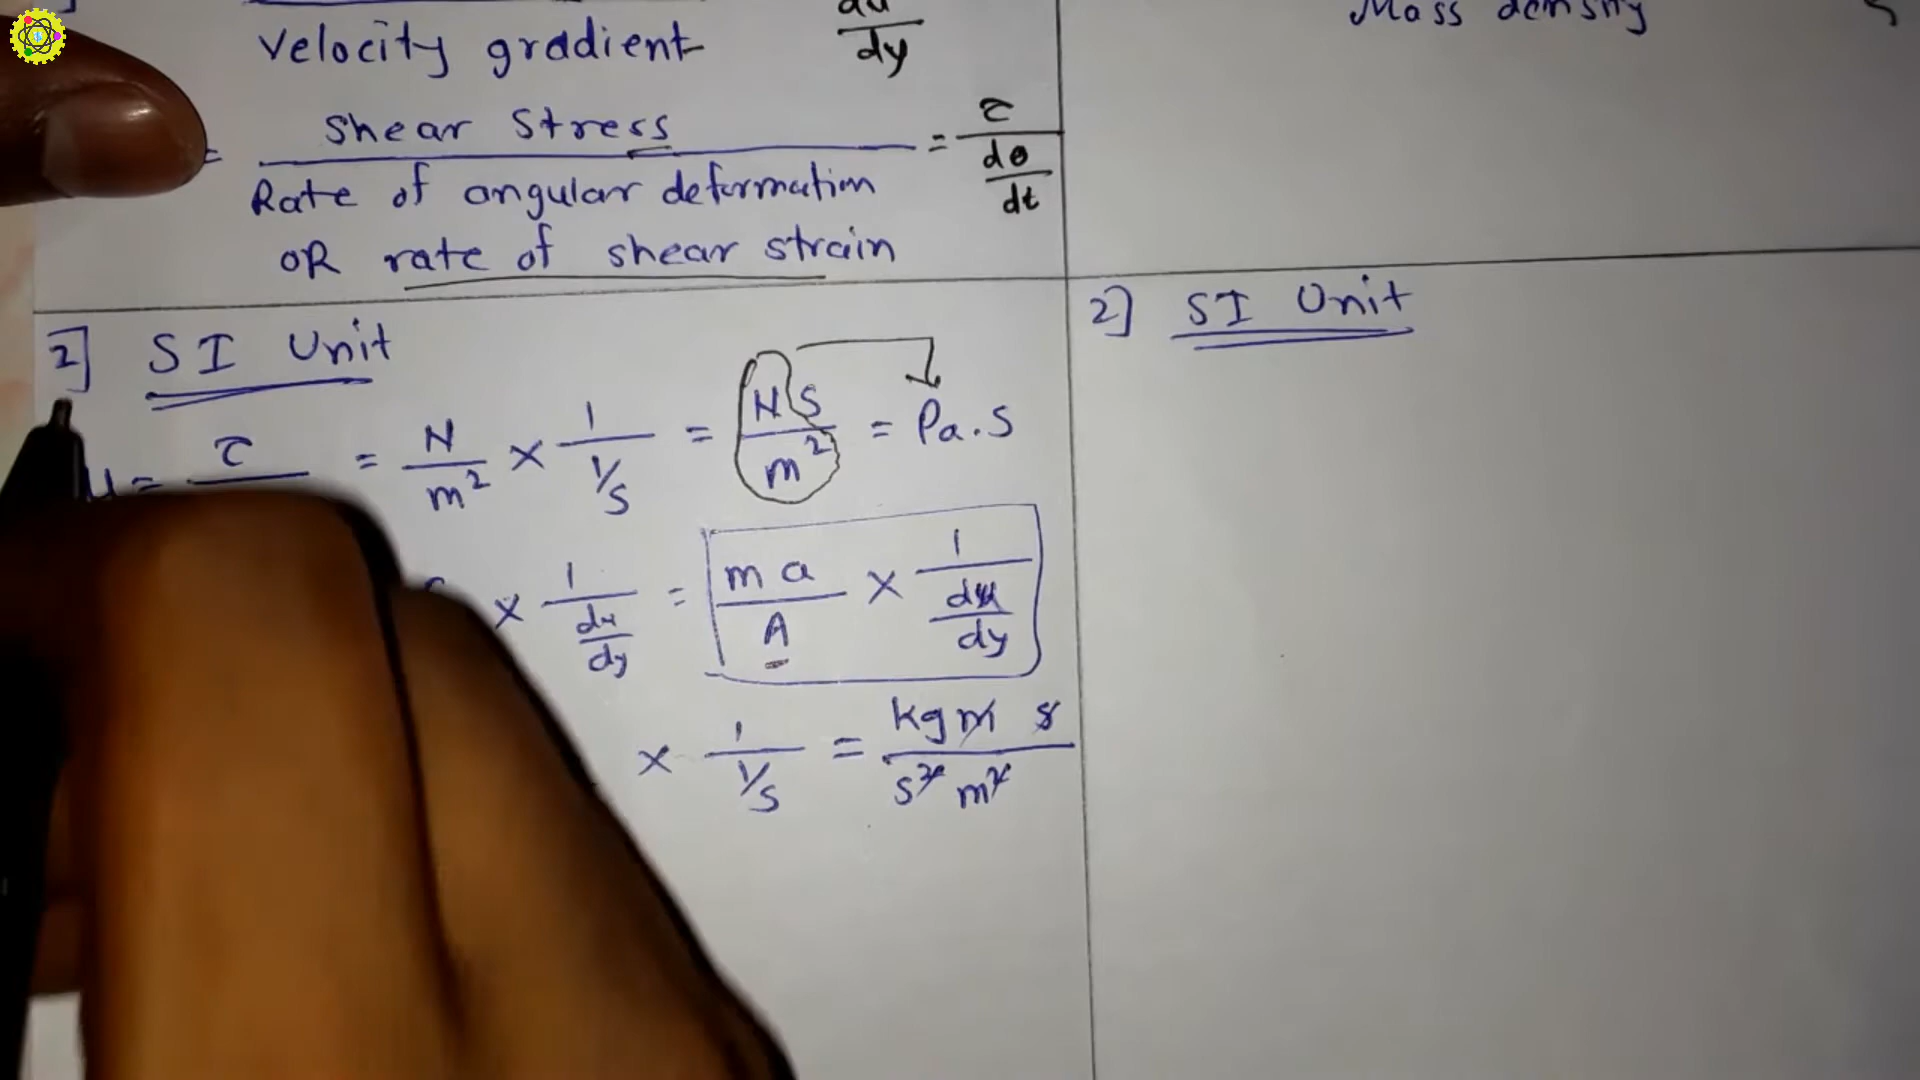 du
Velocity gradient dy
Mass density
Shear Stress τ
= ――― = ―――
Rate of angular deformation dθ
OR rate of shear strain dt
2] SI Unit
μ = τ = N/m² × 1/(1/s) = N S/m² = Pa.S
× 1/(du/dy) = m a/A × 1/(du/dy)
× 1/(1/s) = kg m s/s² m²
2] SI Unit